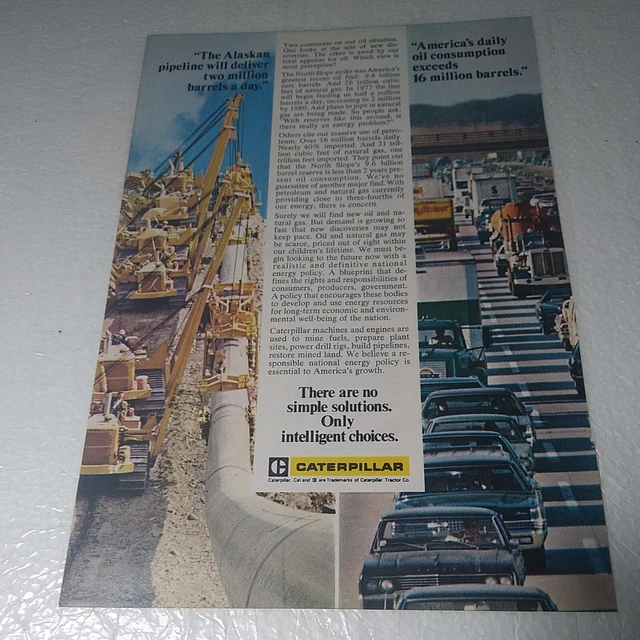 "The Alaskan
pipeline will deliver
two million
barrels a day."
Two comments on our oil situation.
One looks at the size of new dis-
coveries. The other is awed by our
total appetite for oil. Which view is
most perceptive?
The North Slope strike was America's
greatest recent oil find: 9.6 billion
barrels. And 26 trillion cubic
feet of natural gas. In 1977 the line
will begin feeding us half a million
barrels a day, increasing to 2 million
by 1980. And plans to pipe in natural
gas are being made. So people ask,
"With reserves like this around, is
there really an energy problem?"
Others cite our massive use of petro-
leum. Over 16 million barrels daily.
Nearly 40% imported. And 21 tril-
lion cubic feet of natural gas, one
trillion feet imported. They point out
that the North Slope's 9.6 billion
barrel reserve is less than 2 years pre-
sent oil consumption. We've no
guarantee of another major find. With
petroleum and natural gas currently
providing close to three-fourths of
our energy, there is concern.
Surely we will find new oil and na-
tural gas. But demand is growing so
fast that new discoveries may not
keep pace. Oil and natural gas may
be scarce, priced out of sight within
our children's lifetime. We must be-
gin looking to the future now with a
realistic and definitive national
energy policy. A blueprint that de-
fines the rights and responsibilities of
consumers, producers, government.
A policy that encourages these bodies
to develop and use energy resources
for long-term economic and environ-
mental well-being of the nation.
Caterpillar machines and engines are
used to mine fuels, prepare plant
sites, power drill rigs, build pipelines,
restore mined land. We believe a re-
sponsible national energy policy is
essential to America's growth.
There are no
simple solutions.
Only
intelligent choices.
CATERPILLAR
Caterpillar, Cat and C are Trademarks of Caterpillar Tractor Co.
"America's daily
oil consumption
exceeds
16 million barrels."